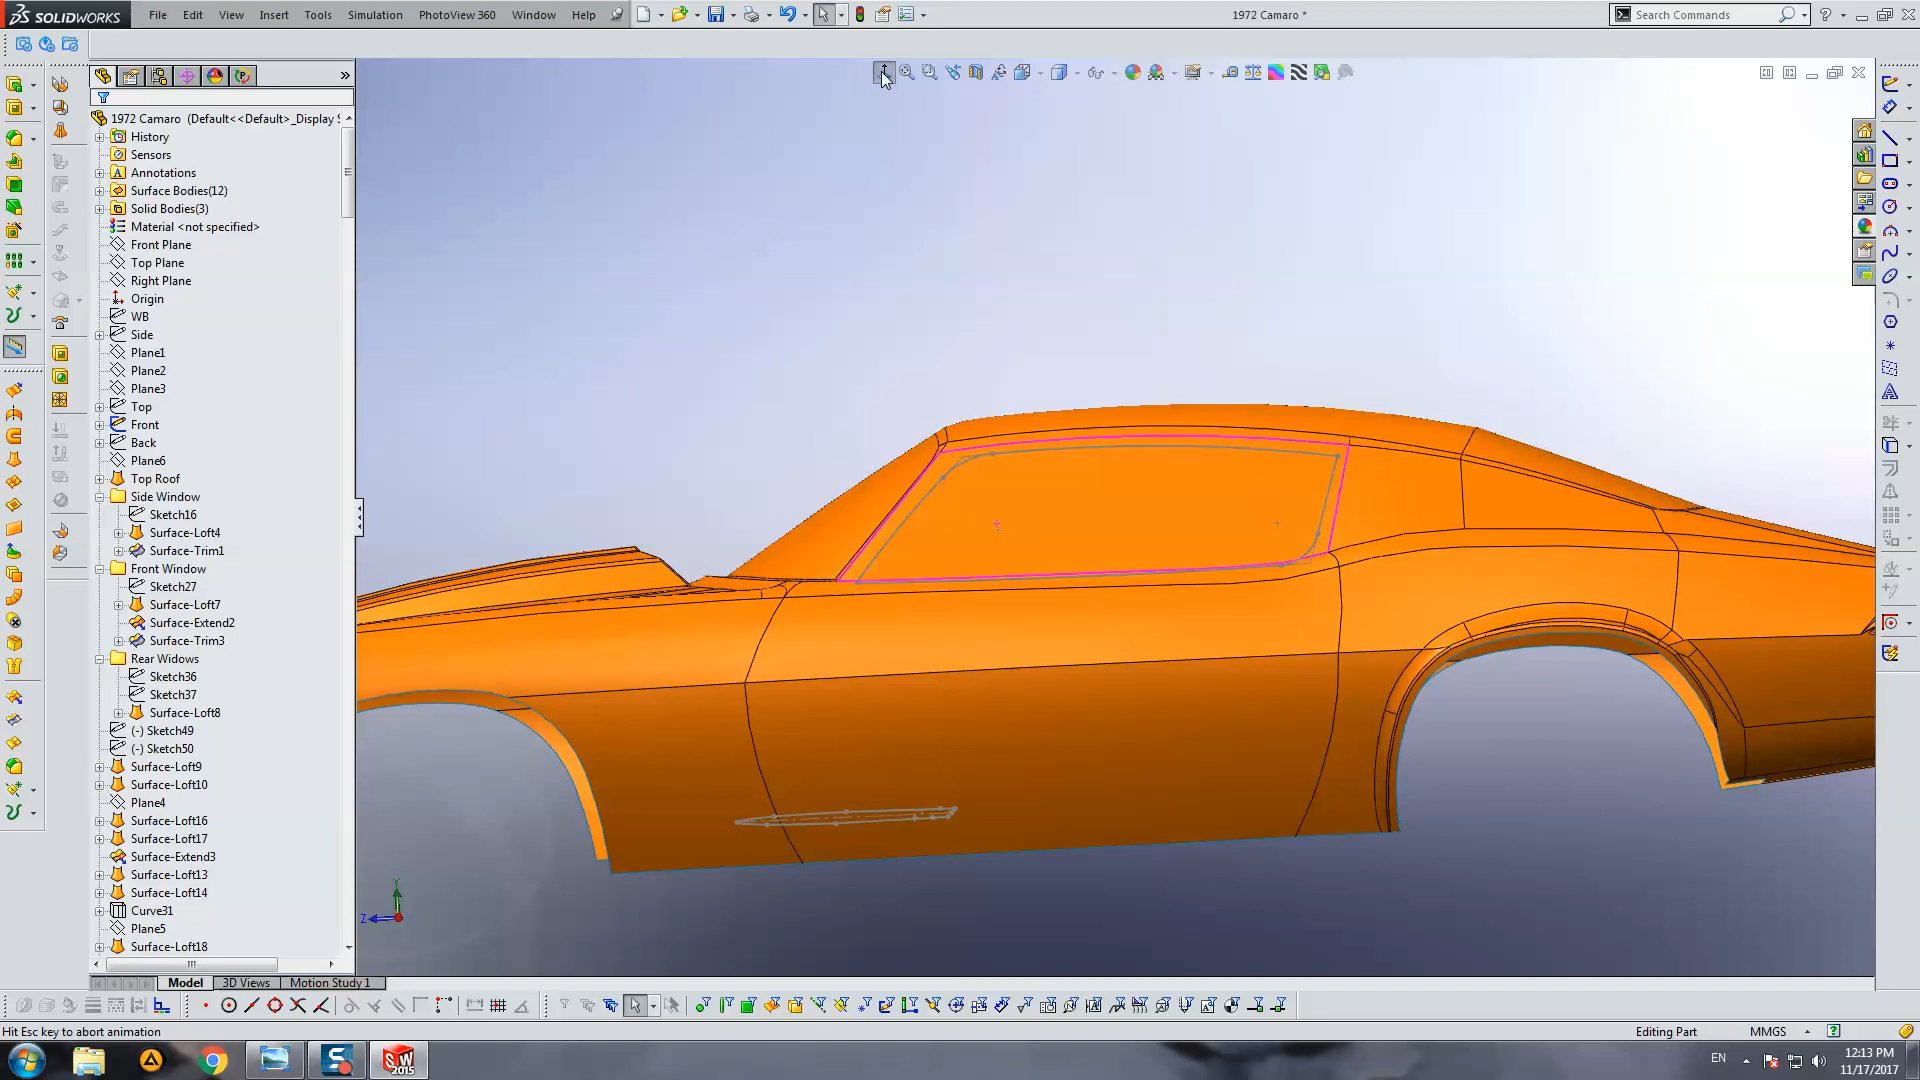 SOLIDWORKS
File Edit View Insert Tools Simulation PhotoView 360 Window Help
1972 Camaro *
Search Commands
1972 Camaro (Default<<Default>_Display S
History
Sensors
Annotations
Surface Bodies(12)
Solid Bodies(3)
Material <not specified>
Front Plane
Top Plane
Right Plane
Origin
WB
Side
Plane1
Plane2
Plane3
Top
Front
Back
Plane6
Top Roof
Side Window
Sketch16
Surface-Loft4
Surface-Trim1
Front Window
Sketch27
Surface-Loft7
Surface-Extend2
Surface-Trim3
Rear Widows
Sketch36
Sketch37
Surface-Loft8
(-) Sketch49
(-) Sketch50
Surface-Loft9
Surface-Loft10
Plane4
Surface-Loft16
Surface-Loft17
Surface-Extend3
Surface-Loft13
Surface-Loft14
Curve31
Plane5
Surface-Loft18
Y
Z
Model 3D Views Motion Study 1
Hit Esc key to abort animation
Editing Part
MMGS
EN
12:13 PM
11/17/2017
SW
2015